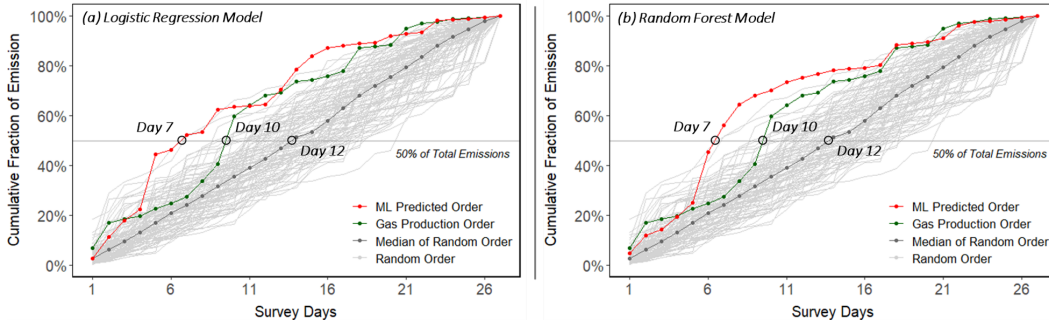 (a) Logistic Regression Model
Cumulative Fraction of Emission
100%
80%
60%
40%
20%
0%
Day 7
Day 10
Day 12
50% of Total Emissions
ML Predicted Order
Gas Production Order
Median of Random Order
Random Order
1 6 11 16 21 26
Survey Days
(b) Random Forest Model
Cumulative Fraction of Emission
100%
80%
60%
40%
20%
0%
Day 7
Day 10
Day 12
50% of Total Emissions
ML Predicted Order
Gas Production Order
Median of Random Order
Random Order
1 6 11 16 21 26
Survey Days